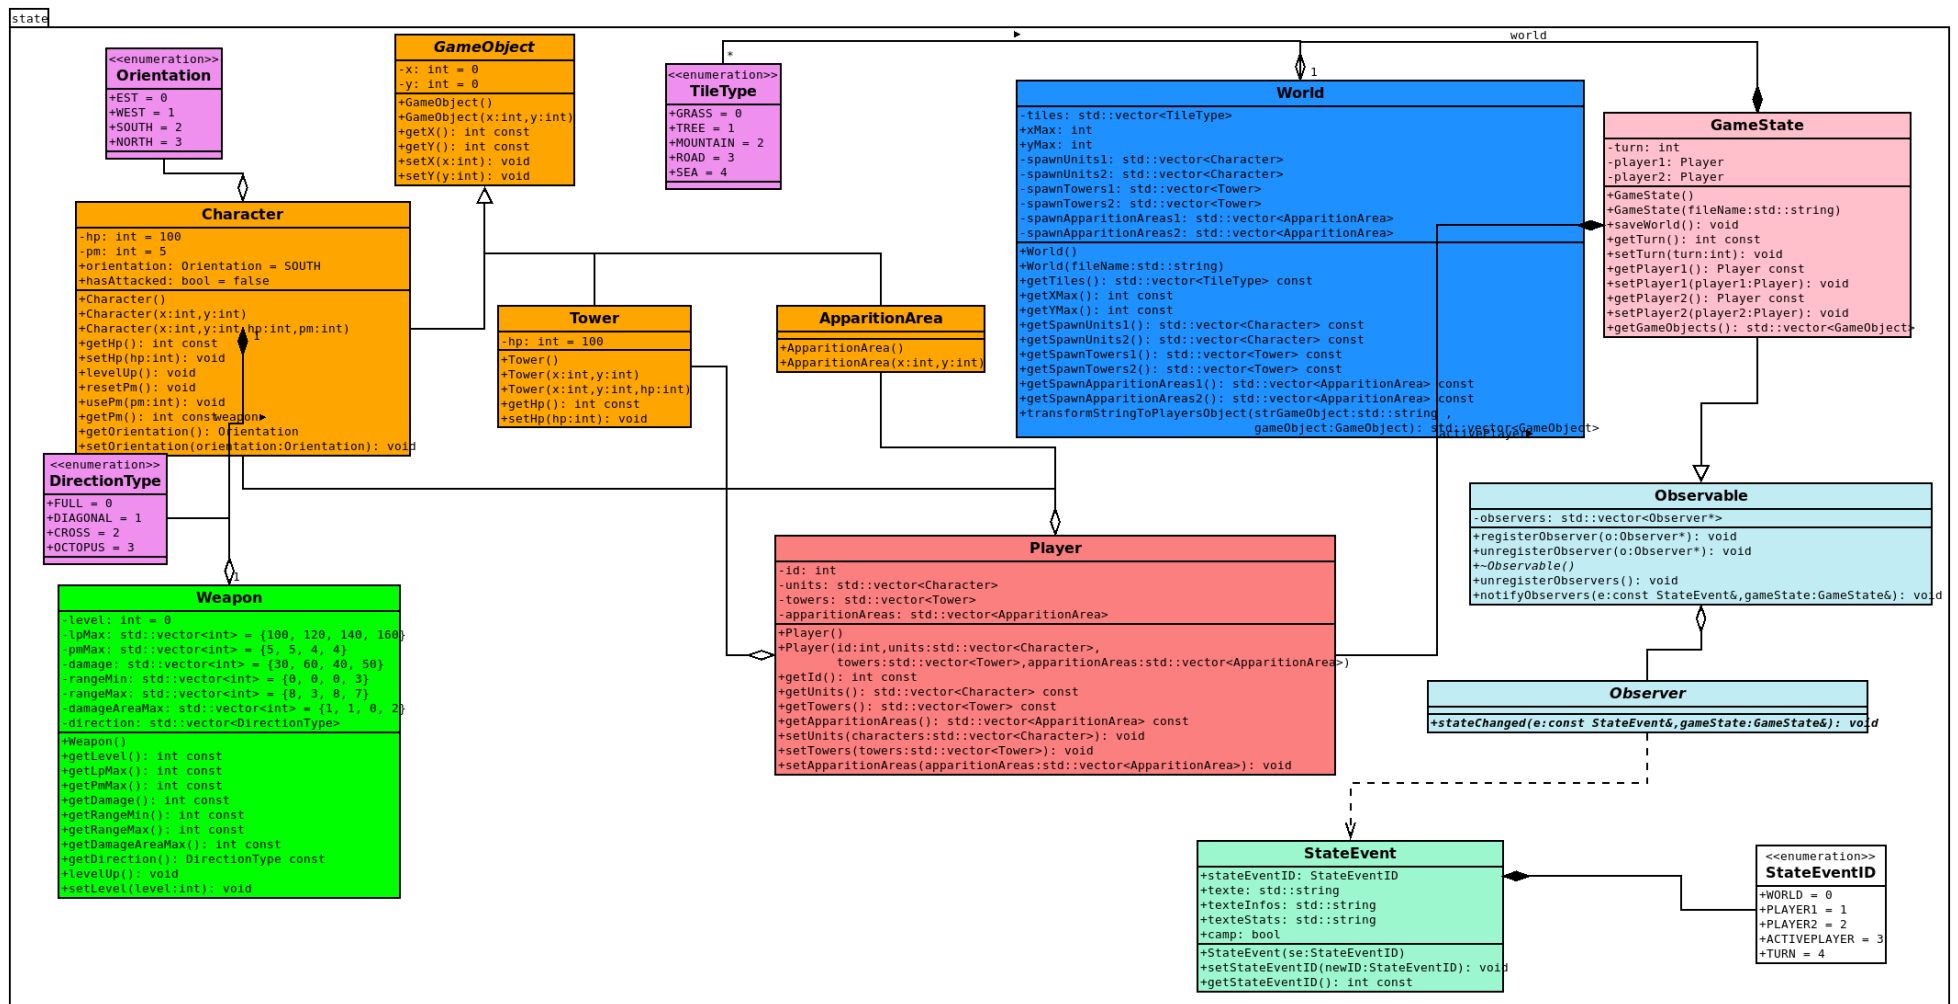 state
<<enumeration>>
Orientation
+EST = 0
+WEST = 1
+SOUTH = 2
+NORTH = 3
GameObject
-x: int = 0
-y: int = 0
+GameObject()
+GameObject(x:int,y:int)
+getX(): int const
+getY(): int const
+setX(x:int): void
+setY(y:int): void
*
<<enumeration>>
TileType
+GRASS = 0
+TREE = 1
+MOUNTAIN = 2
+ROAD = 3
+SEA = 4
world
1
World
-tiles: std::vector<TileType>
+xMax: int
+yMax: int
-spawnUnits1: std::vector<Character>
-spawnUnits2: std::vector<Character>
-spawnTowers1: std::vector<Tower>
-spawnTowers2: std::vector<Tower>
-spawnApparitionAreas1: std::vector<ApparitionArea>
-spawnApparitionAreas2: std::vector<ApparitionArea>
+World()
+World(fileName:std::string)
+getTiles(): std::vector<TileType> const
+getXMax(): int const
+getYMax(): int const
+getSpawnUnits1(): std::vector<Character> const
+getSpawnUnits2(): std::vector<Character> const
+getSpawnTowers1(): std::vector<Tower> const
+getSpawnTowers2(): std::vector<Tower> const
+getSpawnApparitionAreas1(): std::vector<ApparitionArea> const
+getSpawnApparitionAreas2(): std::vector<ApparitionArea> const
+transformStringToPlayersObject(strGameObject:std::string ,
gameObject:GameObject): std::vector<GameObject>
activePlayer
GameState
-turn: int
-player1: Player
-player2: Player
+GameState()
+GameState(fileName:std::string)
+saveWorld(): void
+getTurn(): int const
+setTurn(turn:int): void
+getPlayer1(): Player const
+setPlayer1(player1:Player): void
+getPlayer2(): Player const
+setPlayer2(player2:Player): void
+getGameObjects(): std::vector<GameObject>
Character
-hp: int = 100
-pm: int = 5
+orientation: Orientation = SOUTH
+hasAttacked: bool = false
+Character()
+Character(x:int,y:int)
+Character(x:int,y:int,hp:int,pm:int)
1
+getHp(): int const
+setHp(hp:int): void
+levelUp(): void
+resetPm(): void
+usePm(pm:int): void
+getPm(): int const
weapon
+getOrientation(): Orientation
+setOrientation(orientation:Orientation): void
Tower
-hp: int = 100
+Tower()
+Tower(x:int,y:int)
+Tower(x:int,y:int,hp:int)
+getHp(): int const
+setHp(hp:int): void
ApparitionArea
+ApparitionArea()
+ApparitionArea(x:int,y:int)
<<enumeration>>
DirectionType
+FULL = 0
+DIAGONAL = 1
+CROSS = 2
+OCTOPUS = 3
1
Weapon
-level: int = 0
-lpMax: std::vector<int> = {100, 120, 140, 160}
-pmMax: std::vector<int> = {5, 5, 4, 4}
-damage: std::vector<int> = {30, 60, 40, 50}
-rangeMin: std::vector<int> = {0, 0, 0, 3}
-rangeMax: std::vector<int> = {8, 3, 8, 7}
-damageAreaMax: std::vector<int> = {1, 1, 0, 2}
-direction: std::vector<DirectionType>
+Weapon()
+getLevel(): int const
+getLpMax(): int const
+getPmMax(): int const
+getDamage(): int const
+getRangeMin(): int const
+getRangeMax(): int const
+getDamageAreaMax(): int const
+getDirection(): DirectionType const
+levelUp(): void
+setLevel(level:int): void
Player
-id: int
-units: std::vector<Character>
-towers: std::vector<Tower>
-apparitionAreas: std::vector<ApparitionArea>
+Player()
+Player(id:int,units:std::vector<Character>,
towers:std::vector<Tower>,apparitionAreas:std::vector<ApparitionArea>)
+getId(): int const
+getUnits(): std::vector<Character> const
+getTowers(): std::vector<Tower> const
+getApparitionAreas(): std::vector<ApparitionArea> const
+setUnits(characters:std::vector<Character>): void
+setTowers(towers:std::vector<Tower>): void
+setApparitionAreas(apparitionAreas:std::vector<ApparitionArea>): void
Observable
-observers: std::vector<Observer*>
+registerObserver(o:Observer*): void
+unregisterObserver(o:Observer*): void
+~Observable()
+unregisterObservers(): void
+notifyObservers(e:const StateEvent&,gameState:GameState&): void
Observer
+stateChanged(e:const StateEvent&,gameState:GameState&): void
StateEvent
+stateEventID: StateEventID
+texte: std::string
+texteInfos: std::string
+texteStats: std::string
+camp: bool
+StateEvent(se:StateEventID)
+setStateEventID(newID:StateEventID): void
+getStateEventID(): int const
<<enumeration>>
StateEventID
+WORLD = 0
+PLAYER1 = 1
+PLAYER2 = 2
+ACTIVEPLAYER = 3
+TURN = 4